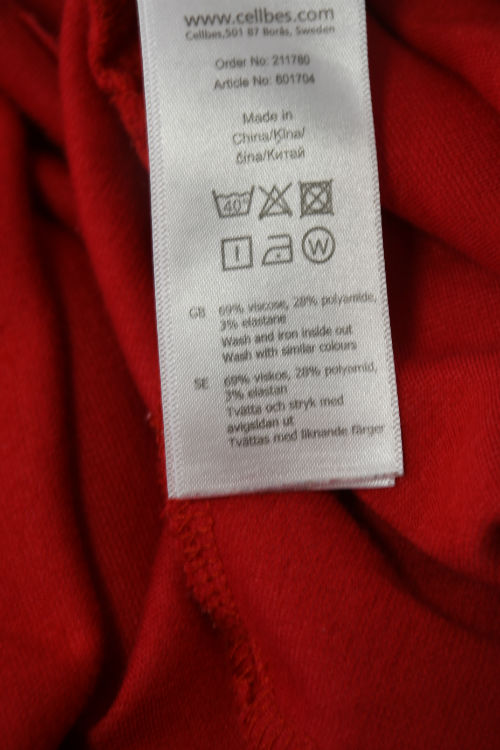 www.cellbes.com
Cellbes,501 87 Borås, Sweden
Order No: 211780
Article No: 601704
Made in
China/Kina/
čína/Китай
40°
I
W
GB 69% viscose, 28% polyamide,
3% elastane
Wash and iron inside out
Wash with similar colours
SE 69% viskos, 28% polyamid,
3% elastan
Tvätta och stryk med
avigsidan ut
Tvättas med liknande färger